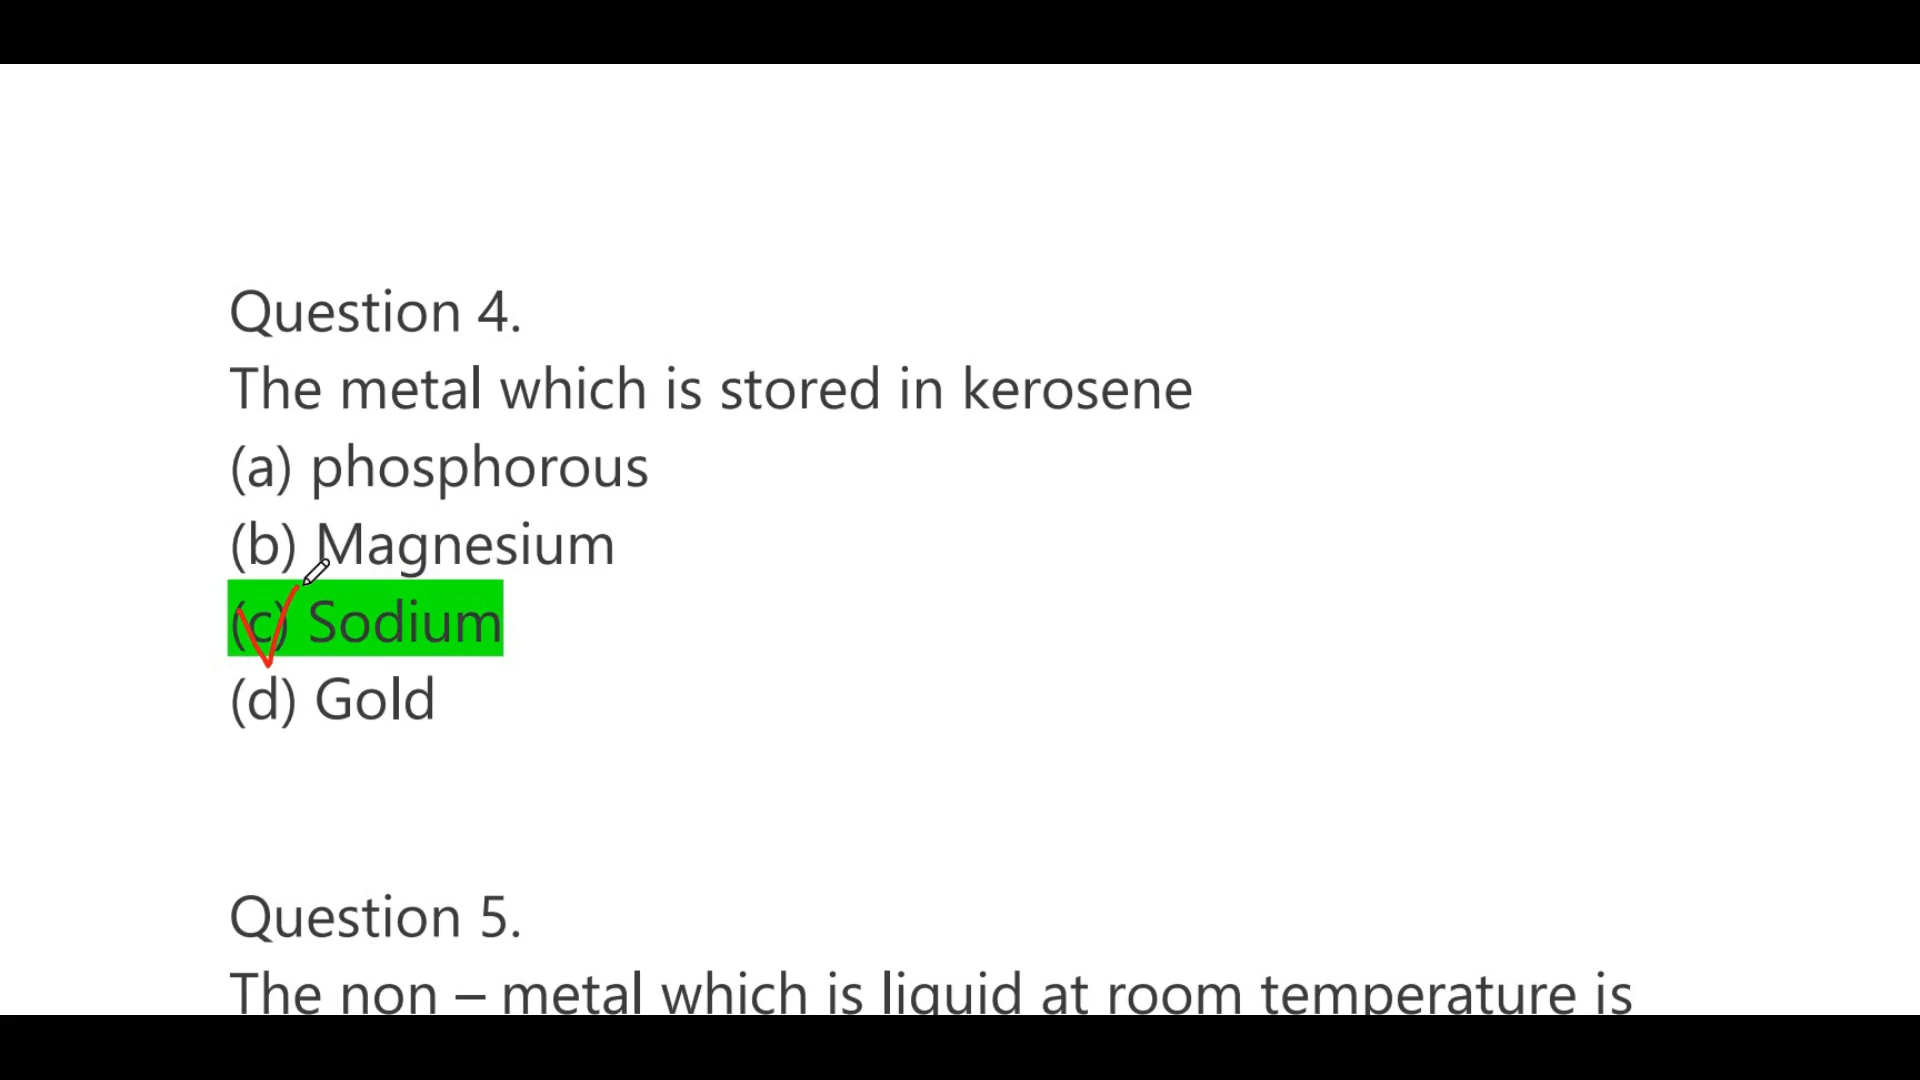 Question 4.
The metal which is stored in kerosene
(a) phosphorous
(b) Magnesium
(c) Sodium
(d) Gold
Question 5.
The non – metal which is liquid at room temperature is